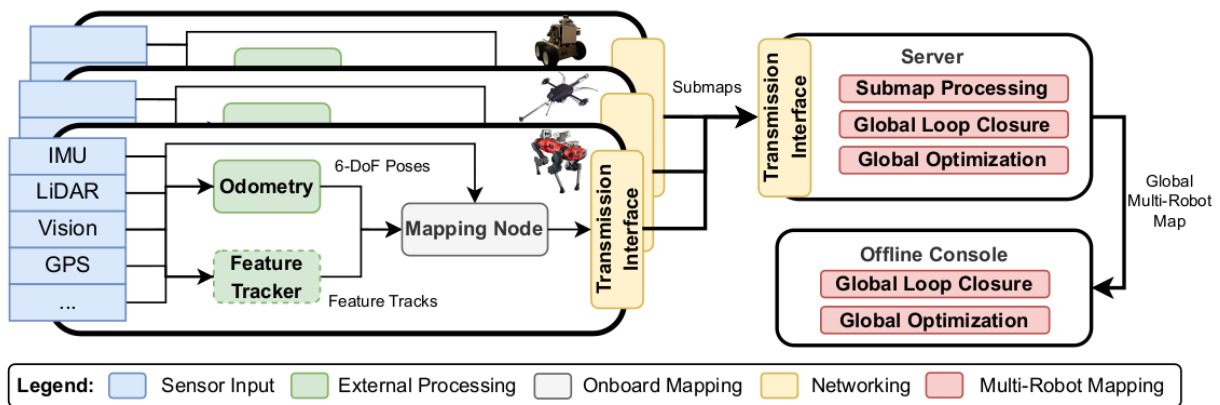 IMU
LiDAR
Vision
GPS
...
Odometry
6-DoF Poses
Feature
Tracker
Feature Tracks
Mapping Node
Transmission
Interface
Submaps
Transmission
Interface
Server
Submap Processing
Global Loop Closure
Global Optimization
Global
Multi-Robot
Map
Offline Console
Global Loop Closure
Global Optimization
Legend: Sensor Input External Processing Onboard Mapping Networking Multi-Robot Mapping